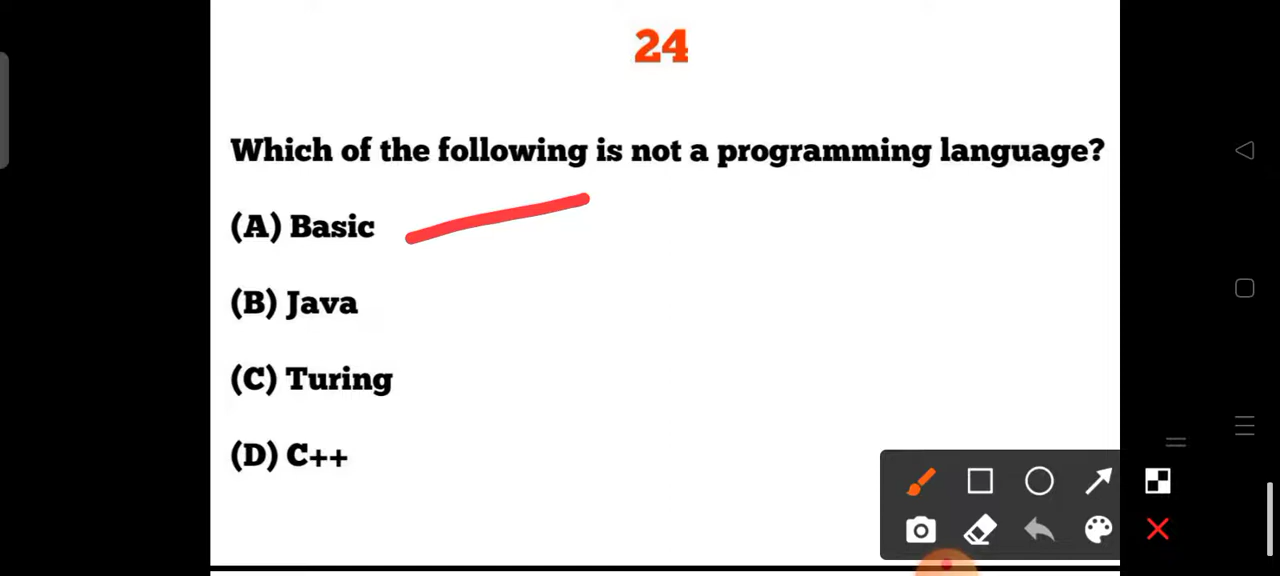 24
Which of the following is not a programming language?
(A) Basic
(B) Java
(C) Turing
(D) C++